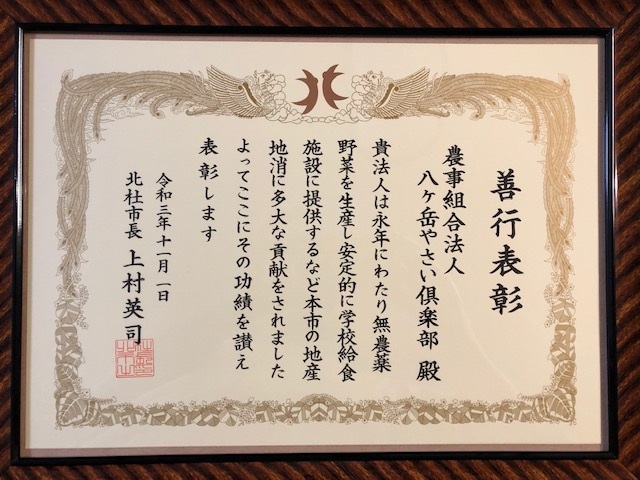 善行表彰
農事組合法人
八ヶ岳やさい倶楽部 殿
貴法人は永年にわたり無農薬
野菜を生産し安定的に学校給食
施設に提供するなど本市の地産
地消に多大な貢献をされました
よってここにその功績を讃え
表彰します
令和三年十一月一日
北杜市長 上村英司